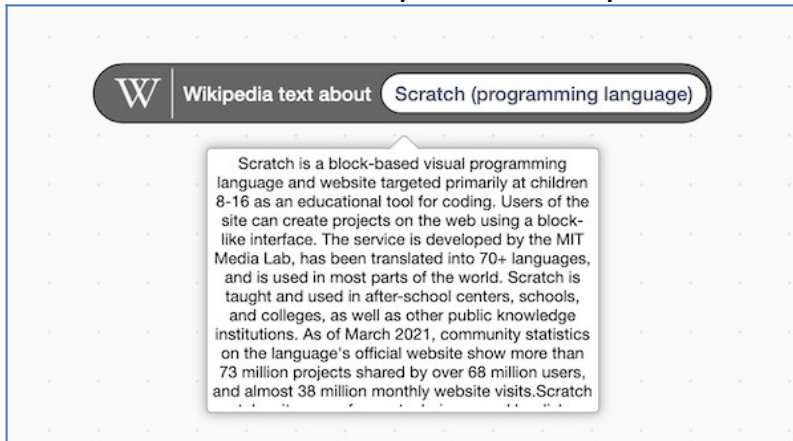 W Wikipedia text about Scratch (programming language)
Scratch is a block-based visual programming
language and website targeted primarily at children
8-16 as an educational tool for coding. Users of the
site can create projects on the web using a block-
like interface. The service is developed by the MIT
Media Lab, has been translated into 70+ languages,
and is used in most parts of the world. Scratch is
taught and used in after-school centers, schools,
and colleges, as well as other public knowledge
institutions. As of March 2021, community statistics
on the language's official website show more than
73 million projects shared by over 68 million users,
and almost 38 million monthly website visits.Scratch